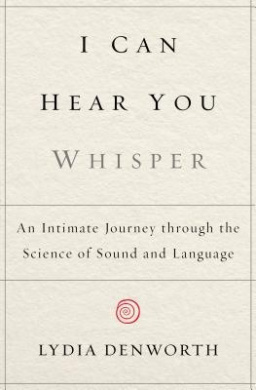 I CAN
HEAR YOU
WHISPER
An Intimate Journey through the
Science of Sound and Language
LYDIA DENWORTH